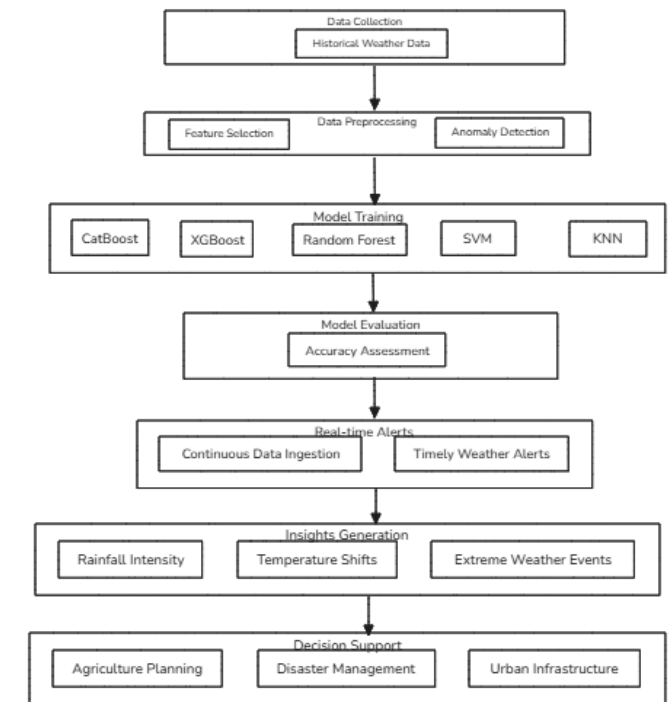 Data Collection
Historical Weather Data
Data Preprocessing
Feature Selection
Anomaly Detection
Model Training
CatBoost
XGBoost
Random Forest
SVM
KNN
Model Evaluation
Accuracy Assessment
Real-time Alerts
Continuous Data Ingestion
Timely Weather Alerts
Insights Generation
Rainfall Intensity
Temperature Shifts
Extreme Weather Events
Decision Support
Agriculture Planning
Disaster Management
Urban Infrastructure